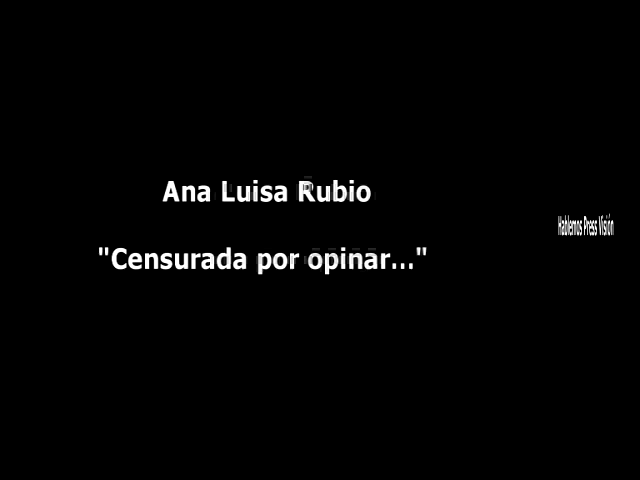 Ana Luisa Rubio
"Censurada por opinar..."
Hablemos Press Visión